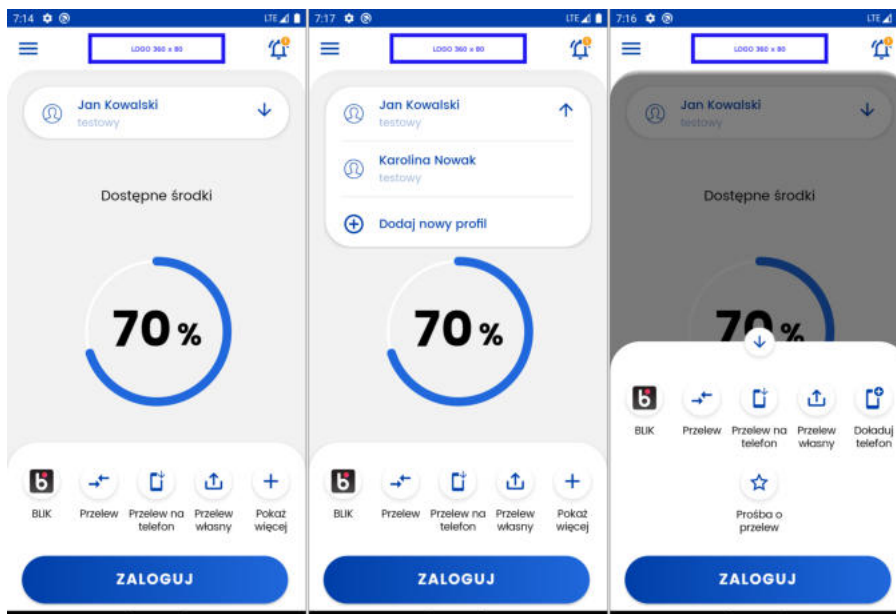 7:14
LTE
LOGO 360 x 80
Jan Kowalski
testowy
Dostępne środki
70 %
BLIK
Przelew
Przelew na
telefon
Przelew
własny
Pokaż
więcej
ZALOGUJ
7:17
LTE
LOGO 360 x 80
Jan Kowalski
testowy
Karolina Nowak
testowy
Dodaj nowy profil
70 %
BLIK
Przelew
Przelew na
telefon
Przelew
własny
Pokaż
więcej
ZALOGUJ
7:16
LTE
LOGO 360 x 80
Jan Kowalski
testowy
Dostępne środki
70 %
BLIK
Przelew
Przelew na
telefon
Przelew
własny
Doładuj
telefon
Prośba o
przelew
ZALOGUJ